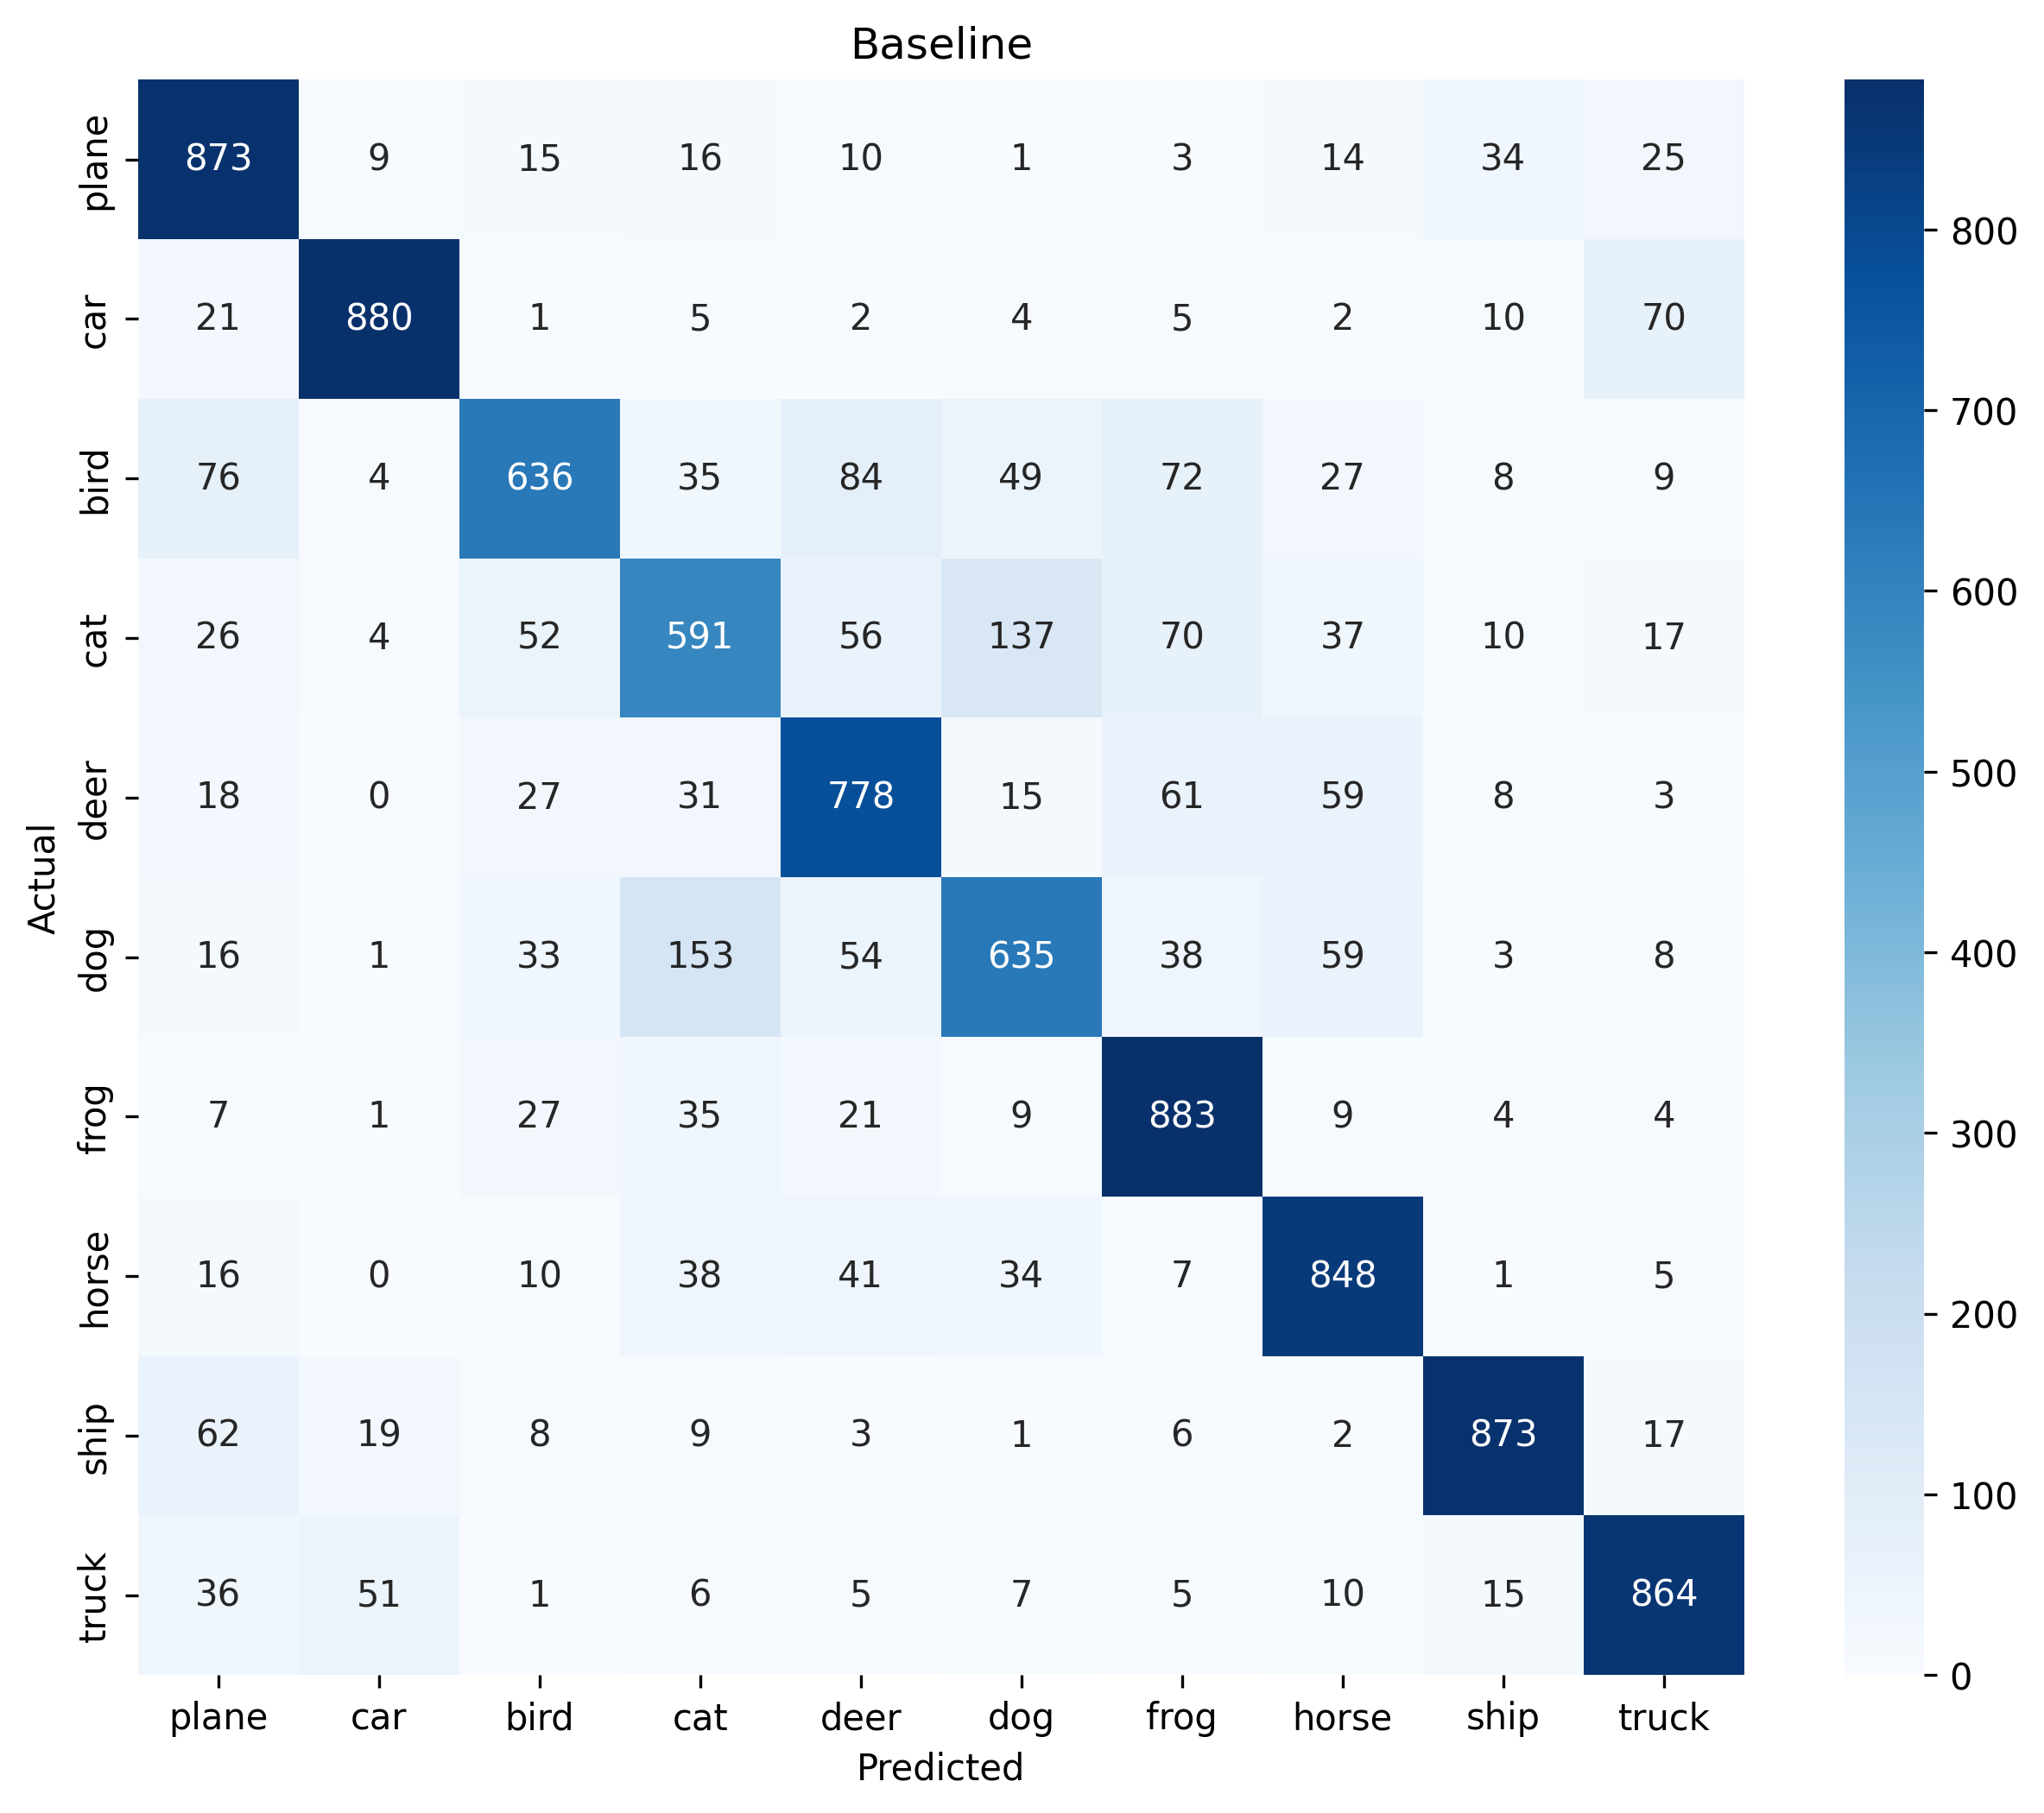 Baseline
plane 873 9 15 16 10 1 3 14 34 25
car 21 880 1 5 2 4 5 2 10 70
bird 76 4 636 35 84 49 72 27 8 9
cat 26 4 52 591 56 137 70 37 10 17
deer 18 0 27 31 778 15 61 59 8 3
dog 16 1 33 153 54 635 38 59 3 8
frog 7 1 27 35 21 9 883 9 4 4
horse 16 0 10 38 41 34 7 848 1 5
ship 62 19 8 9 3 1 6 2 873 17
truck 36 51 1 6 5 7 5 10 15 864
plane car bird cat deer dog frog horse ship truck
Predicted
Actual
800
700
600
500
400
300
200
100
0